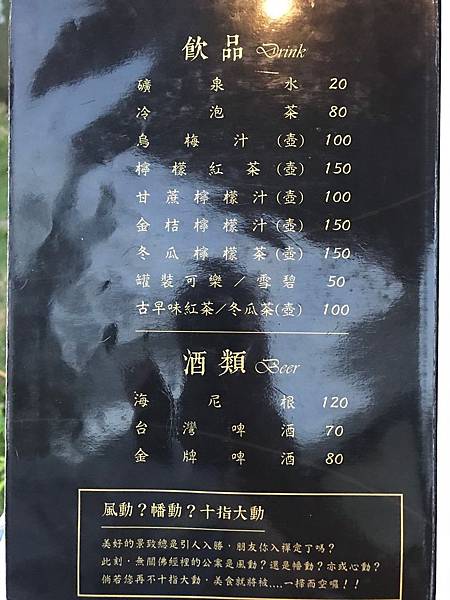 飲品 Drink
礦泉水 20
冷泡茶 80
烏梅汁(壺) 100
檸檬紅茶(壺) 150
甘蔗檸檬汁(壺) 100
金桔檸檬汁(壺) 150
冬瓜檸檬茶(壺) 150
罐裝可樂/雪碧 50
古早味紅茶/冬瓜茶(壺) 100
酒類 Beer
海尼根 120
台灣啤酒 70
金牌啤酒 80
風動?幡動?十指大動
美好的景致總是引人入勝,朋友你入禪定了嗎?
此刻,無關佛經裡的公案是風動?還是幡動?亦或心動?
倘若您再不十指大動,美食就將被....一掃而空囉!!